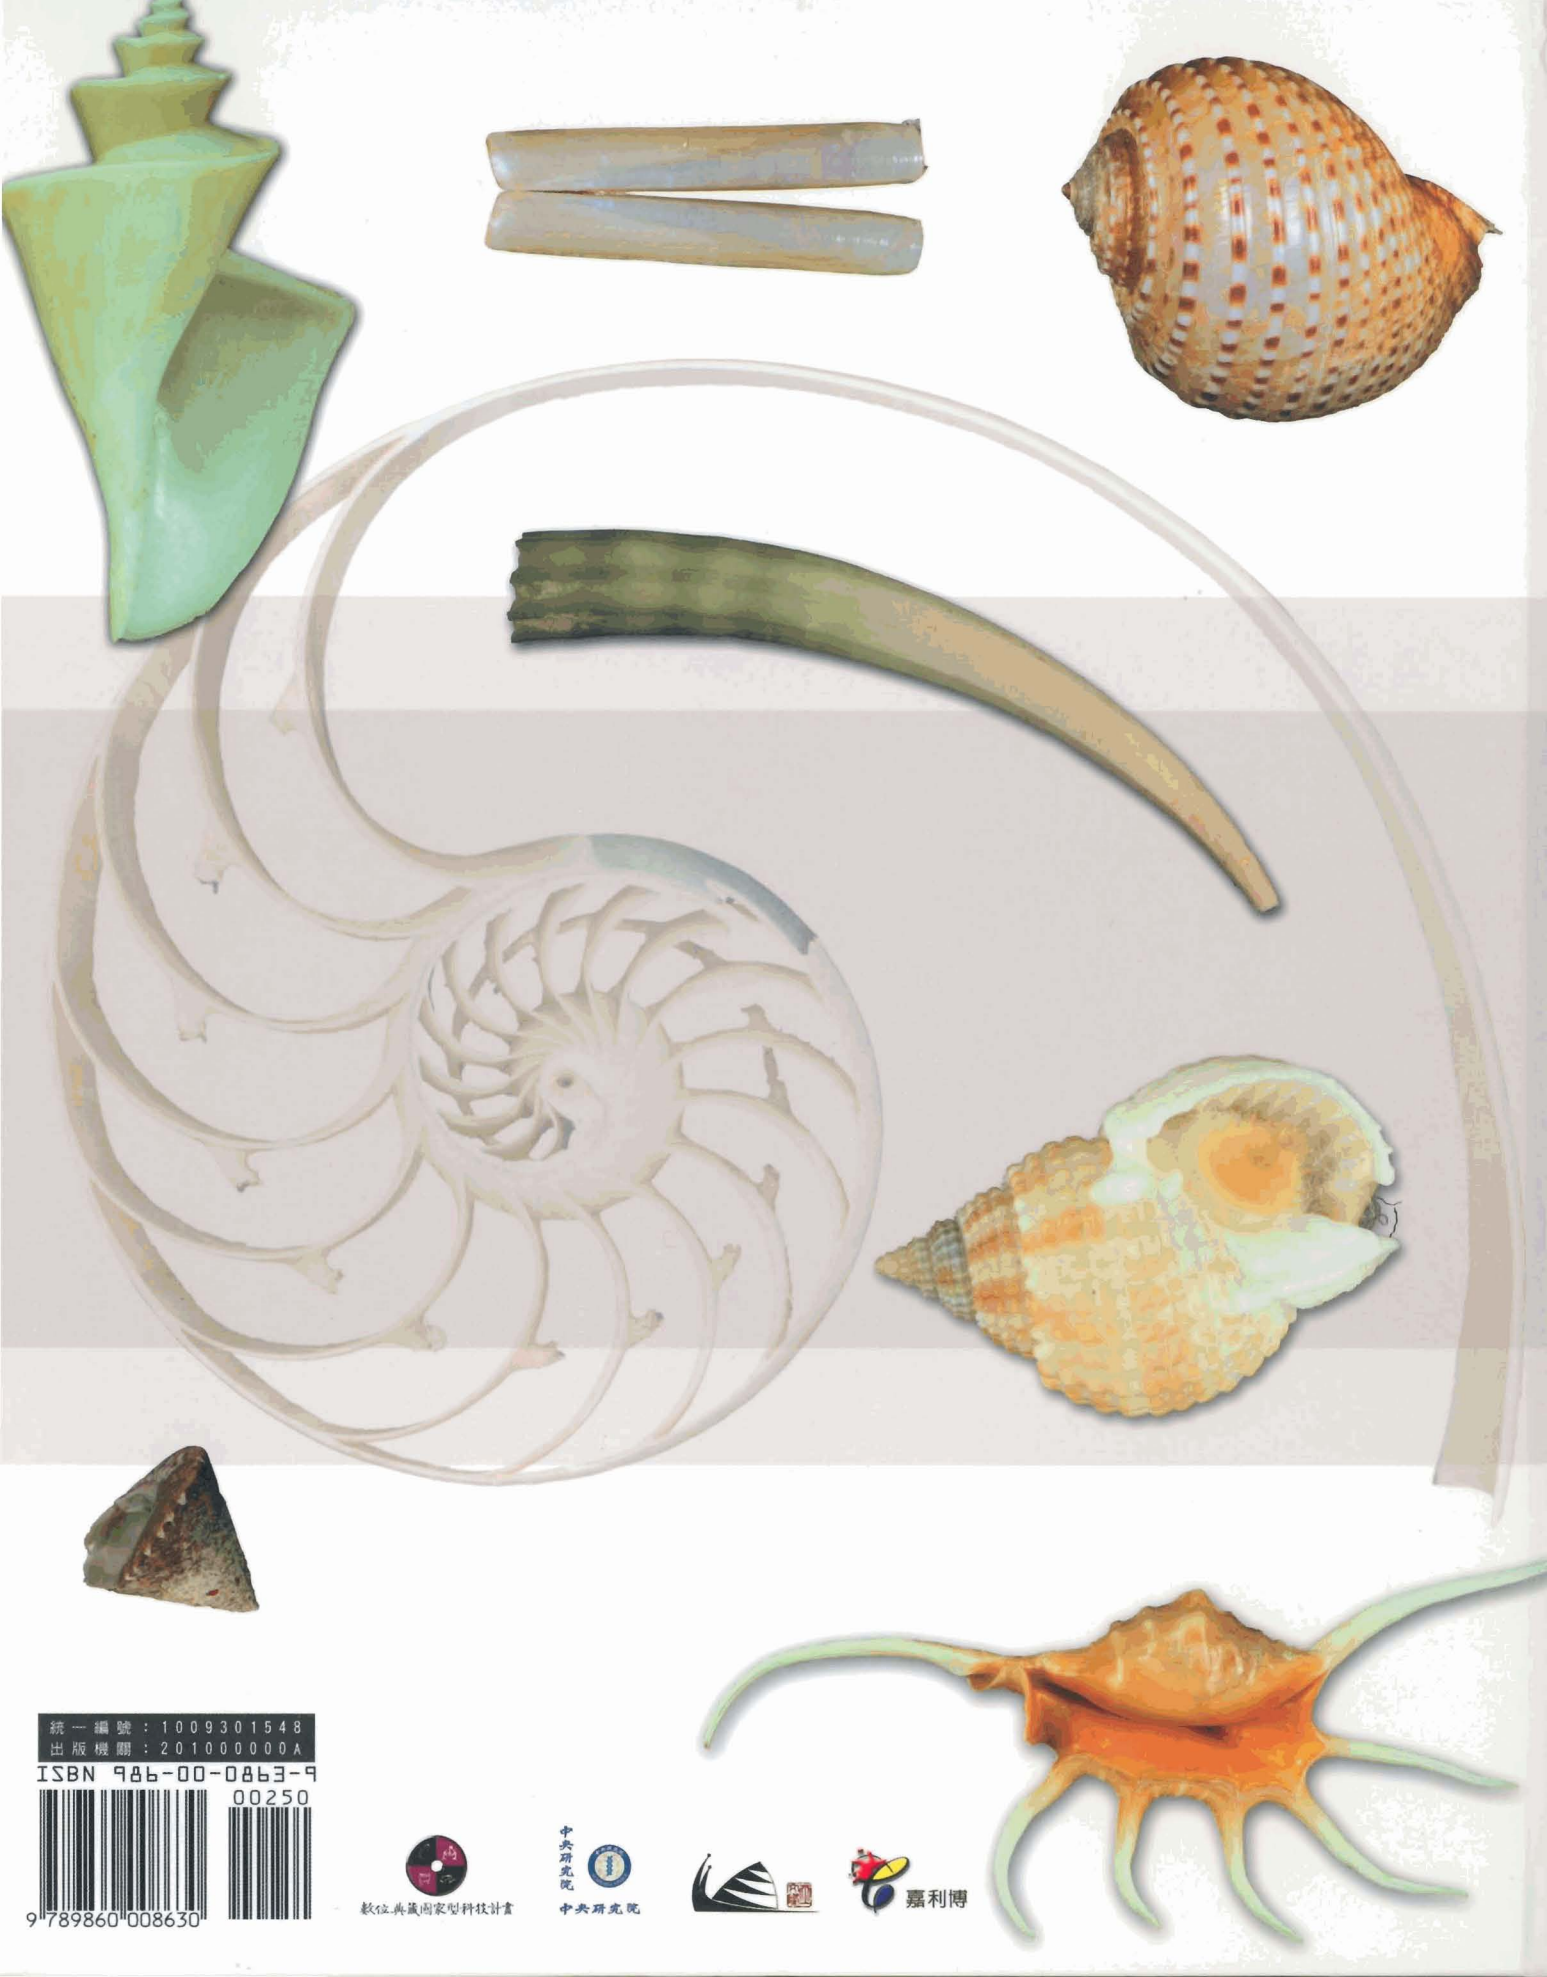 統一編號：1009301548
出版機關：201000000A
ISBN 986-00-0863-9
00250
9 789860 008630
數位典藏國家型科技計畫
中央研究院
中央研究院
嘉利博